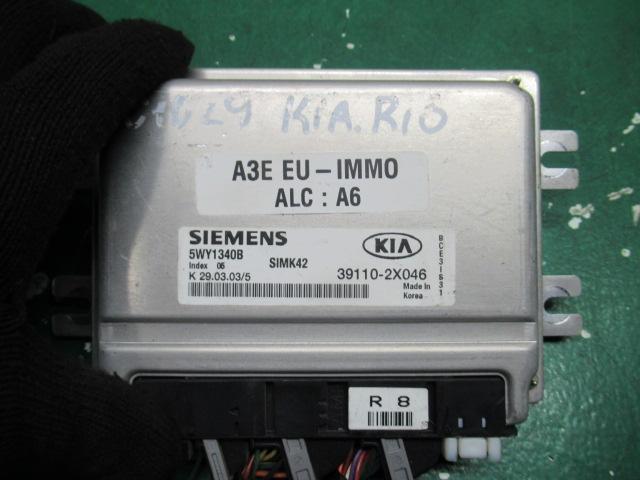 KIA.RIO
A3E EU-IMMO
ALC : A6
SIEMENS
5WY1340B
Index 05
SIMK42
K 29.03.03/5
KIA
39110-2X046
Made In
Korea
R 8